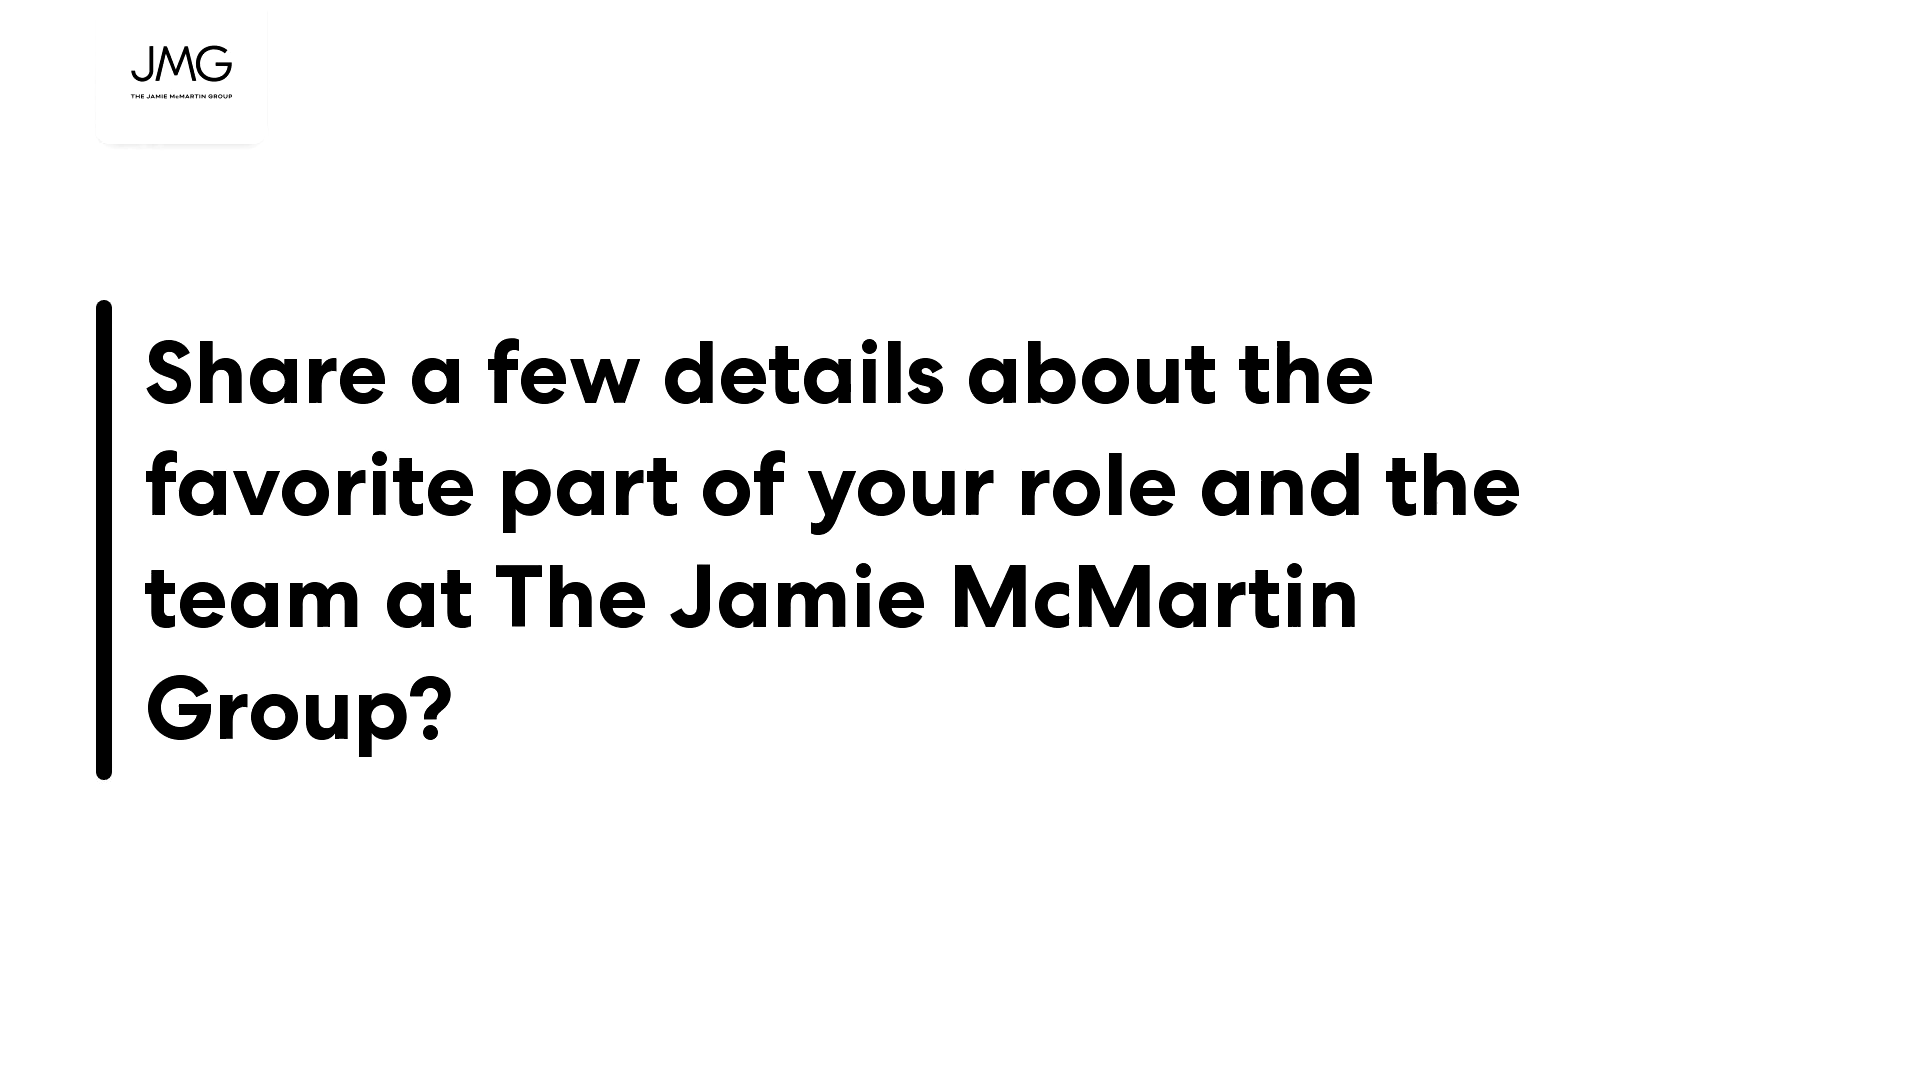 JMG
THE JAMIE McMARTIN GROUP
Share a few details about the
favorite part of your role and the
team at The Jamie McMartin
Group?